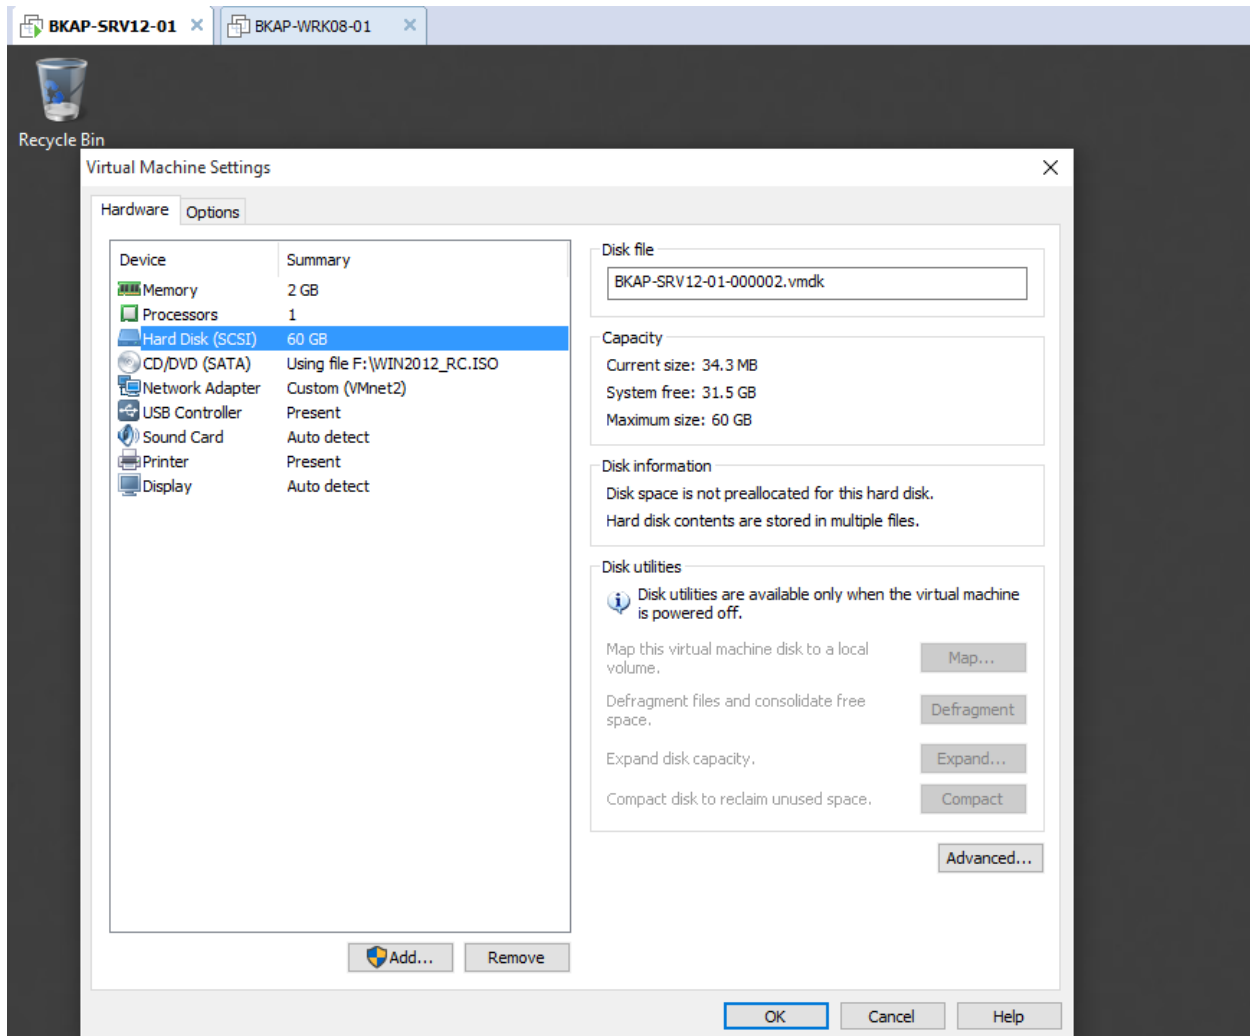 BKAP-SRV12-01 × BKAP-WRK08-01 ×
Recycle Bin
Virtual Machine Settings
Hardware Options
Device Summary
Memory 2 GB
Processors 1
Hard Disk (SCSI) 60 GB
CD/DVD (SATA) Using file F:\WIN2012_RC.ISO
Network Adapter Custom (VMnet2)
USB Controller Present
Sound Card Auto detect
Printer Present
Display Auto detect
Add... Remove
Disk file
BKAP-SRV12-01-000002.vmdk
Capacity
Current size: 34.3 MB
System free: 31.5 GB
Maximum size: 60 GB
Disk information
Disk space is not preallocated for this hard disk.
Hard disk contents are stored in multiple files.
Disk utilities
Disk utilities are available only when the virtual machine
is powered off.
Map this virtual machine disk to a local
volume.
Map...
Defragment files and consolidate free
space.
Defragment
Expand disk capacity. Expand...
Compact disk to reclaim unused space. Compact
Advanced...
OK Cancel Help